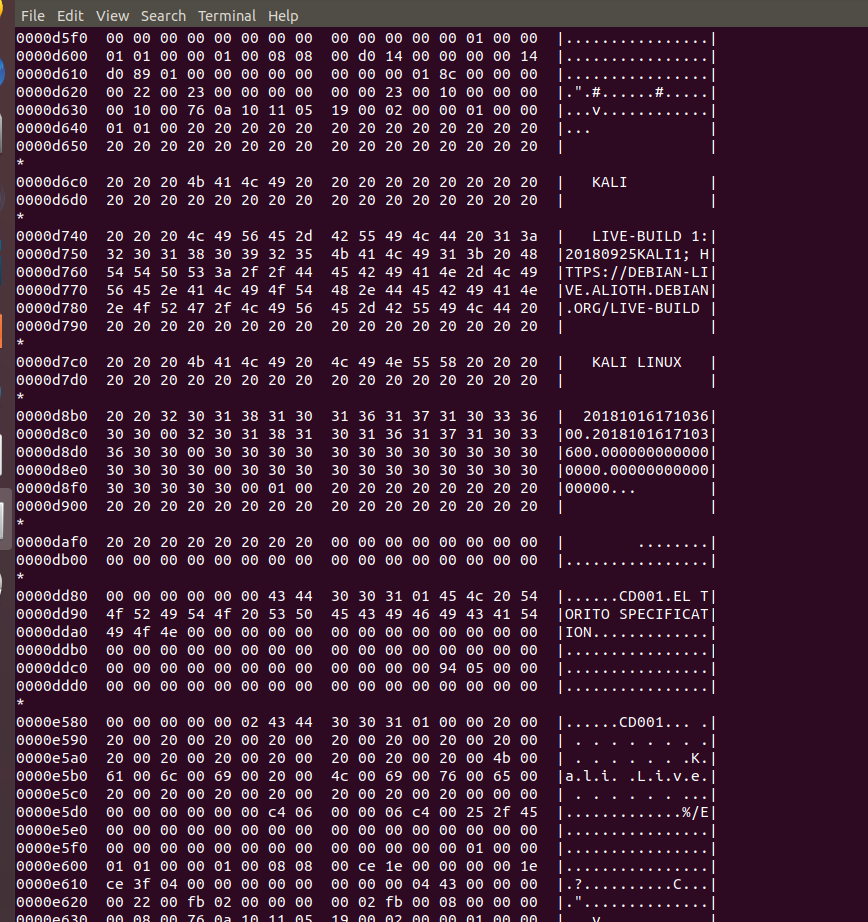 File Edit View Search Terminal Help
0000d5f0  00 00 00 00 00 00 00 00  00 00 00 00 00 01 00 00  |................|
0000d600  01 01 00 00 01 00 08 08  00 d0 14 00 00 00 00 14  |................|
0000d610  d0 89 01 00 00 00 00 00  00 00 00 01 8c 00 00 00  |................|
0000d620  00 22 00 23 00 00 00 00  00 00 23 00 10 00 00 00  |.".#......#.....|
0000d630  00 10 00 76 0a 10 11 05  19 00 02 00 00 01 00 00  |...v............|
0000d640  01 01 00 20 20 20 20 20  20 20 20 20 20 20 20 20  |...             |
0000d650  20 20 20 20 20 20 20 20  20 20 20 20 20 20 20 20  |                |
*
0000d6c0  20 20 20 4b 41 4c 49 20  20 20 20 20 20 20 20 20  |   KALI         |
0000d6d0  20 20 20 20 20 20 20 20  20 20 20 20 20 20 20 20  |                |
*
0000d740  20 20 20 4c 49 56 45 2d  42 55 49 4c 44 20 31 3a  |   LIVE-BUILD 1:|
0000d750  32 30 31 38 30 39 32 35  4b 41 4c 49 31 3b 20 48  |20180925KALI1; H|
0000d760  54 54 50 53 3a 2f 2f 44  45 42 49 41 4e 2d 4c 49  |TTPS://DEBIAN-LI|
0000d770  56 45 2e 41 4c 49 4f 54  48 2e 44 45 42 49 41 4e  |VE.ALIOTH.DEBIAN|
0000d780  2e 4f 52 47 2f 4c 49 56  45 2d 42 55 49 4c 44 20  |.ORG/LIVE-BUILD |
0000d790  20 20 20 20 20 20 20 20  20 20 20 20 20 20 20 20  |                |
*
0000d7c0  20 20 20 4b 41 4c 49 20  4c 49 4e 55 58 20 20 20  |   KALI LINUX   |
0000d7d0  20 20 20 20 20 20 20 20  20 20 20 20 20 20 20 20  |                |
*
0000d8b0  20 20 32 30 31 38 31 30  31 36 31 37 31 30 33 36  |  20181016171036|
0000d8c0  30 30 00 32 30 31 38 31  30 31 36 31 37 31 30 33  |00.2018101617103|
0000d8d0  36 30 30 00 30 30 30 30  30 30 30 30 30 30 30 30  |600.000000000000|
0000d8e0  30 30 30 30 00 30 30 30  30 30 30 30 30 30 30 30  |0000.00000000000|
0000d8f0  30 30 30 30 30 00 01 00  20 20 20 20 20 20 20 20  |00000...        |
0000d900  20 20 20 20 20 20 20 20  20 20 20 20 20 20 20 20  |                |
*
0000daf0  20 20 20 20 20 20 20 20  00 00 00 00 00 00 00 00  |        ........|
0000db00  00 00 00 00 00 00 00 00  00 00 00 00 00 00 00 00  |................|
*
0000dd80  00 00 00 00 00 00 43 44  30 30 31 01 45 4c 20 54  |......CD001.EL T|
0000dd90  4f 52 49 54 4f 20 53 50  45 43 49 46 49 43 41 54  |ORITO SPECIFICAT|
0000dda0  49 4f 4e 00 00 00 00 00  00 00 00 00 00 00 00 00  |ION.............|
0000ddb0  00 00 00 00 00 00 00 00  00 00 00 00 00 00 00 00  |................|
0000ddc0  00 00 00 00 00 00 00 00  00 00 00 00 94 05 00 00  |................|
0000ddd0  00 00 00 00 00 00 00 00  00 00 00 00 00 00 00 00  |................|
*
0000e580  00 00 00 00 00 02 43 44  30 30 31 01 00 00 20 00  |......CD001... .|
0000e590  20 00 20 00 20 00 20 00  20 00 20 00 20 00 20 00  | . . . . . . . .|
0000e5a0  20 00 20 00 20 00 20 00  20 00 20 00 20 00 4b 00  | . . . . . . .K.|
0000e5b0  61 00 6c 00 69 00 20 00  4c 00 69 00 76 00 65 00  |a.l.i. .L.i.v.e.|
0000e5c0  20 00 20 00 20 00 20 00  20 00 20 00 20 00 00 00  | . . . . . . ...|
0000e5d0  00 00 00 00 00 00 c4 06  00 00 06 c4 00 25 2f 45  |.............%/E|
0000e5e0  00 00 00 00 00 00 00 00  00 00 00 00 00 00 00 00  |................|
0000e5f0  00 00 00 00 00 00 00 00  00 00 00 00 00 01 00 00  |................|
0000e600  01 01 00 00 01 00 08 08  00 ce 1e 00 00 00 00 1e  |................|
0000e610  ce 3f 04 00 00 00 00 00  00 00 00 04 43 00 00 00  |.?..........C...|
0000e620  00 22 00 fb 02 00 00 00  00 02 fb 00 08 00 00 00  |."..............|
0000e630  00 08 00 76 0a 10 11 05  19 00 02 00 00 01 00 00  |...v............|